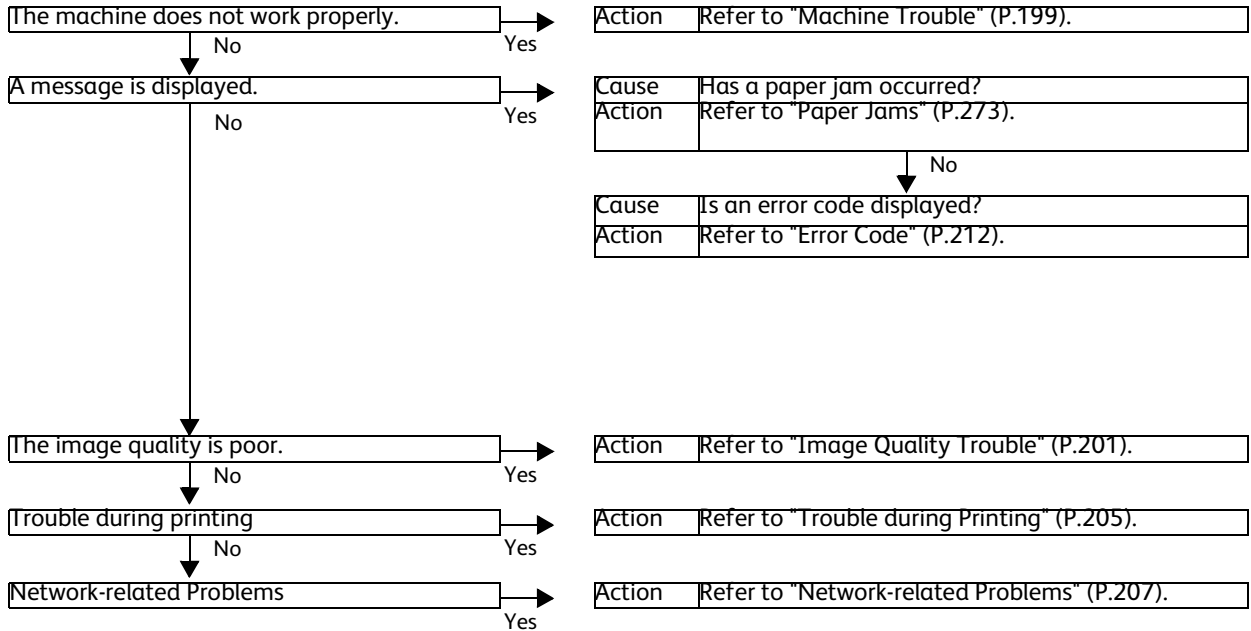 The machine does not work properly.
Yes
Action Refer to "Machine Trouble" (P.199).
No
A message is displayed.
Yes
Cause Has a paper jam occurred?
Action Refer to "Paper Jams" (P.273).
No
Cause Is an error code displayed?
Action Refer to "Error Code" (P.212).
No
The image quality is poor.
Yes
Action Refer to "Image Quality Trouble" (P.201).
No
Trouble during printing
Yes
Action Refer to "Trouble during Printing" (P.205).
No
Network-related Problems
Yes
Action Refer to "Network-related Problems" (P.207).